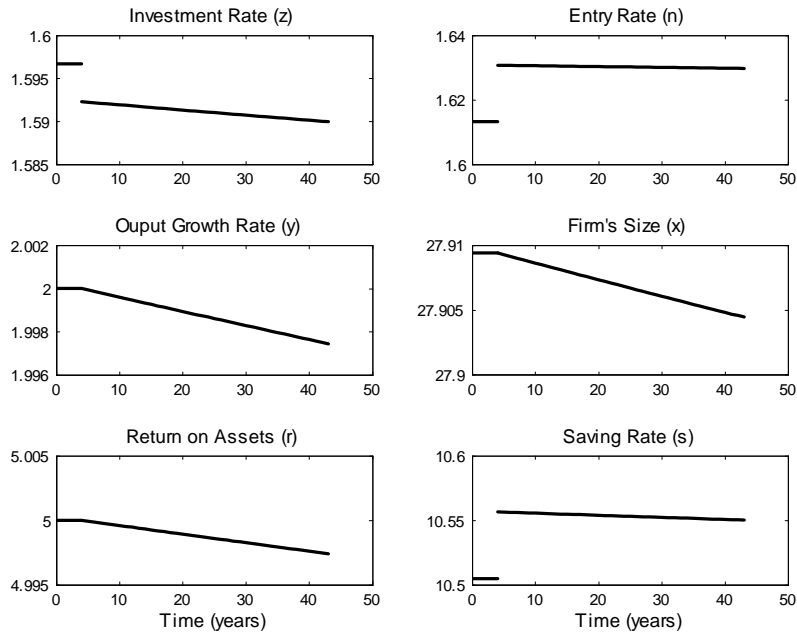 Investment Rate (z)
1.6
1.595
1.59
1.585
0 10 20 30 40 50
Entry Rate (n)
1.64
1.62
1.6
0 10 20 30 40 50
Ouput Growth Rate (y)
2.002
2
1.998
1.996
0 10 20 30 40 50
Firm's Size (x)
27.91
27.905
27.9
0 10 20 30 40 50
Return on Assets (r)
5.005
5
4.995
0 10 20 30 40 50
Time (years)
Saving Rate (s)
10.6
10.55
10.5
0 10 20 30 40 50
Time (years)